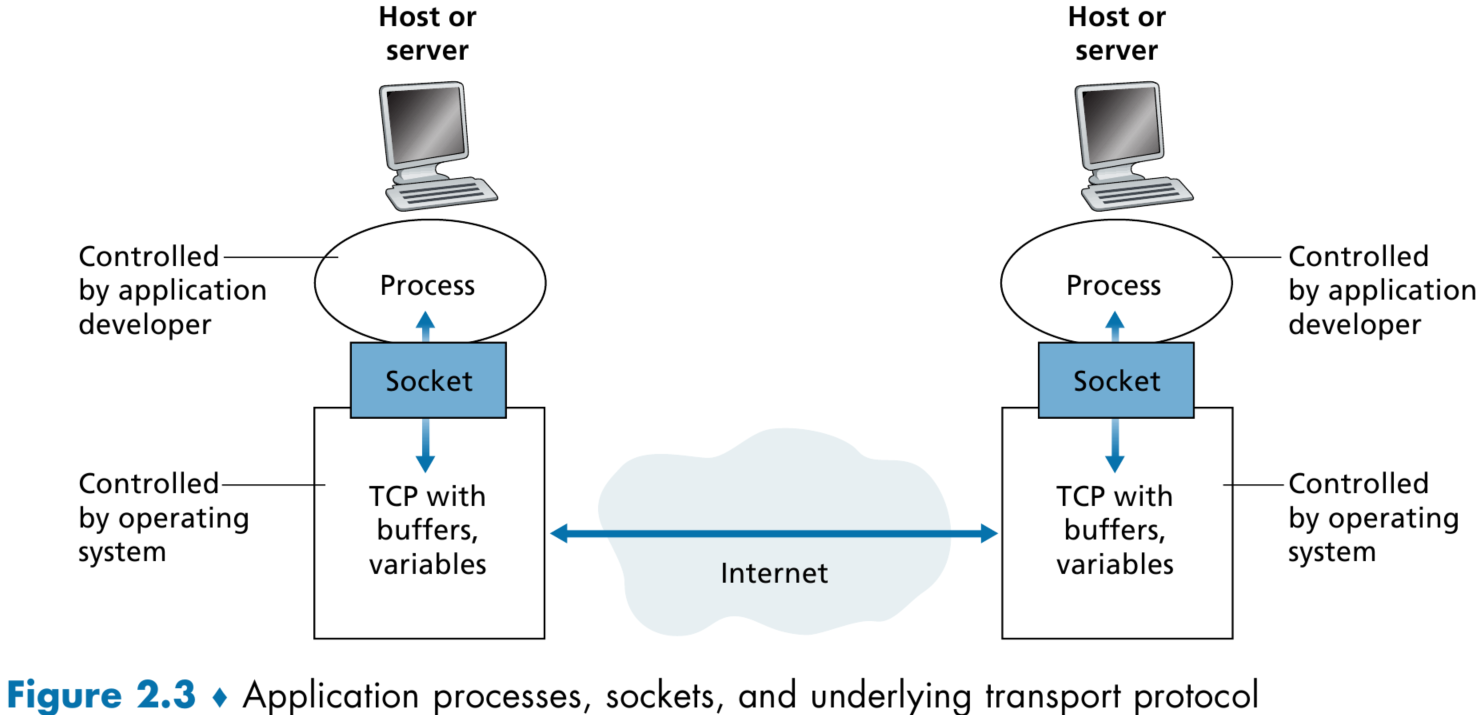 Host or
server
Host or
server
Controlled
by application
developer
Process
Process
Controlled
by application
developer
Socket
Socket
Controlled
by operating
system
TCP with
buffers,
variables
Internet
TCP with
buffers,
variables
Controlled
by operating
system
Figure 2.3 ♦ Application processes, sockets, and underlying transport protocol